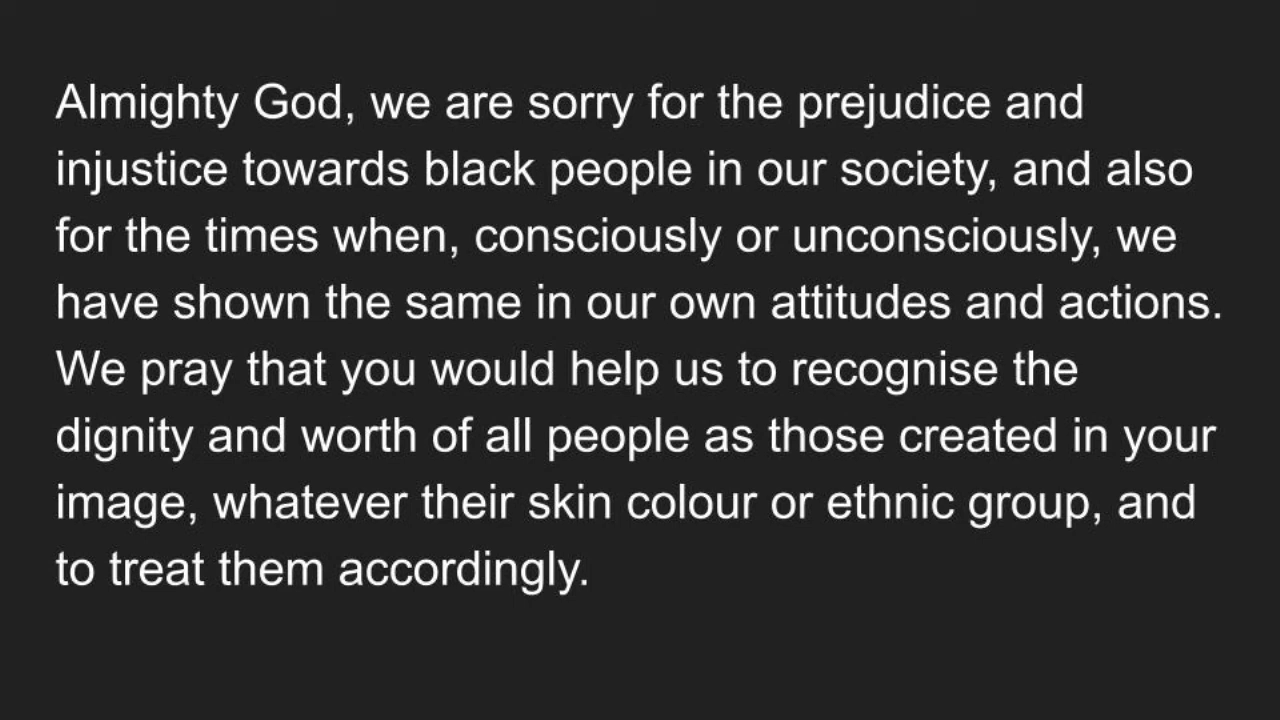 Almighty God, we are sorry for the prejudice and
injustice towards black people in our society, and also
for the times when, consciously or unconsciously, we
have shown the same in our own attitudes and actions.
We pray that you would help us to recognise the
dignity and worth of all people as those created in your
image, whatever their skin colour or ethnic group, and
to treat them accordingly.